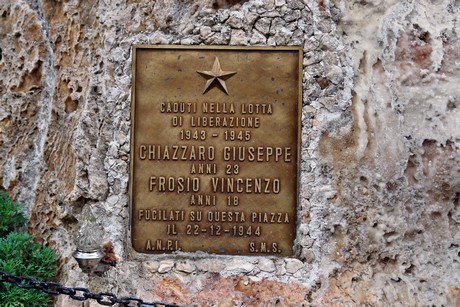 CADUTI NELLA LOTTA
DI LIBERAZIONE
1943 - 1945
CHIAZZARO GIUSEPPE
ANNI 23
FROSIO VINCENZO
ANNI 18
FUCILATI SU QUESTA PIAZZA
IL 22-12-1944
A.N.P.I. S.M.S.